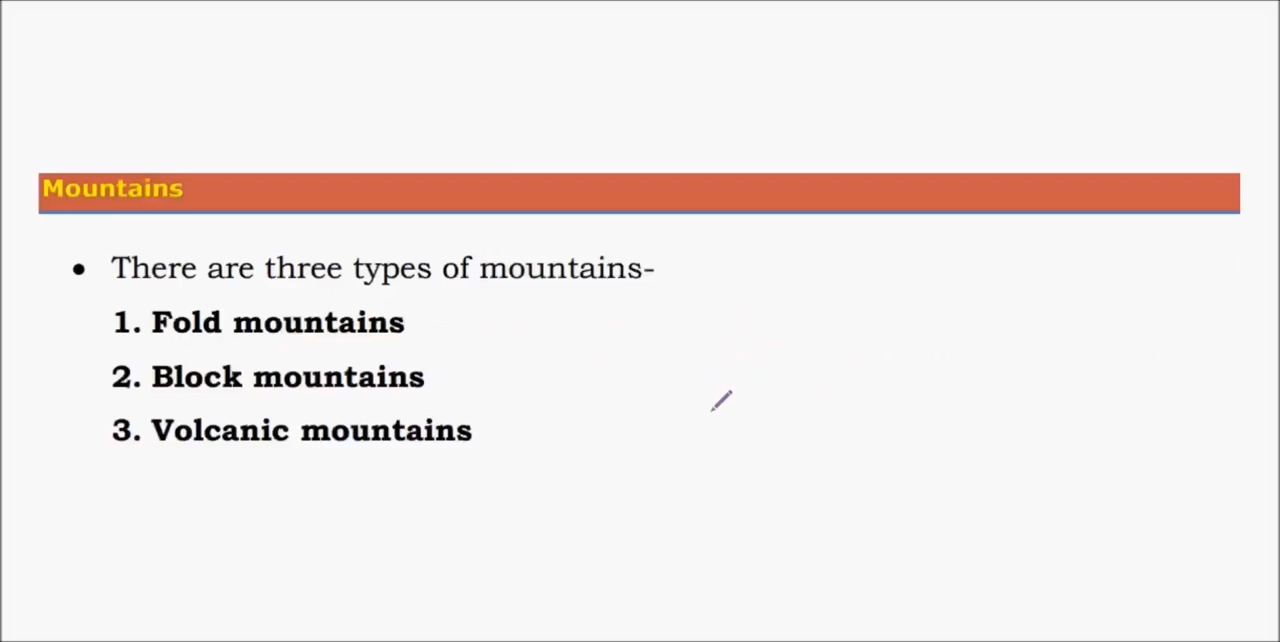 Mountains
• There are three types of mountains-
1. Fold mountains
2. Block mountains
3. Volcanic mountains